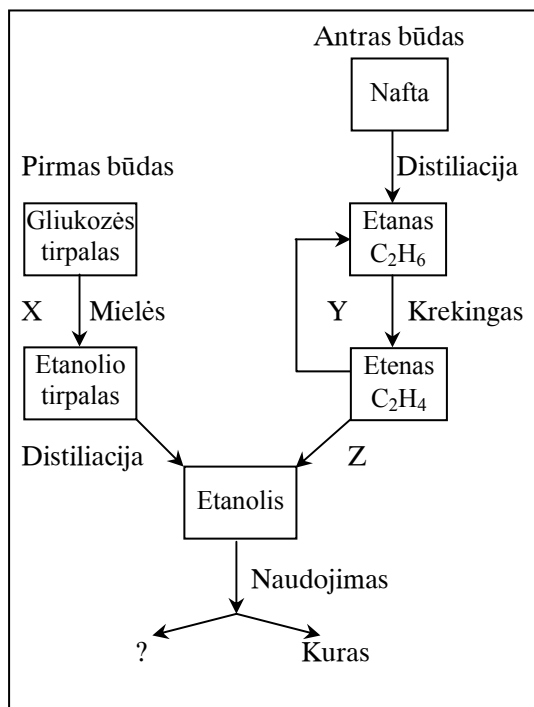 Antras būdas
Nafta
Distiliacija
Pirmas būdas
Gliukozės
tirpalas
Etanas
C₂H₆
X
Mielės
Y
Krekingas
Etanolio
tirpalas
Etenas
C₂H₄
Distiliacija
Z
Etanolis
Naudojimas
?
Kuras